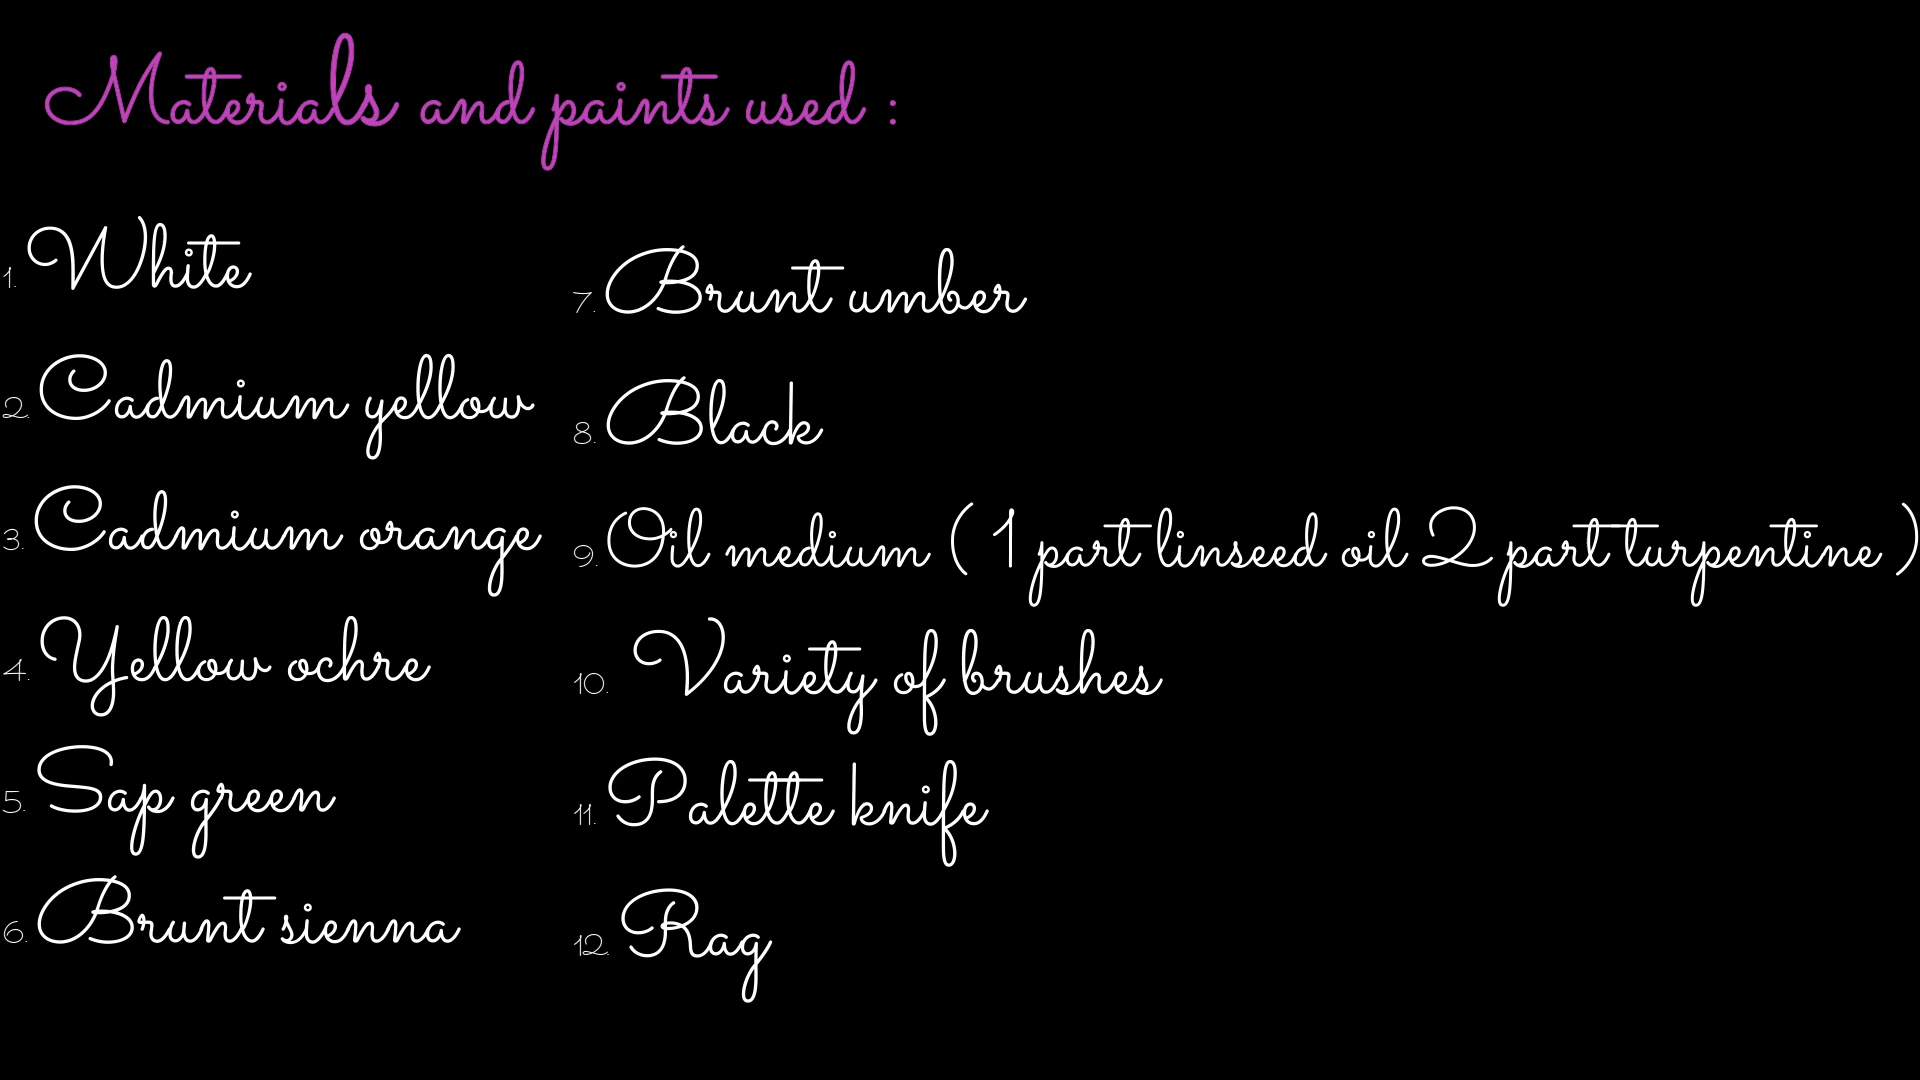 Materials and paints used :
1. White
2. Cadmium yellow
3. Cadmium orange
4. Yellow ochre
5. Sap green
6. Brunt sienna
7. Brunt umber
8. Black
9. Oil medium ( 1 part linseed oil 2 part turpentine )
10. Variety of brushes
11. Palette knife
12. Rag